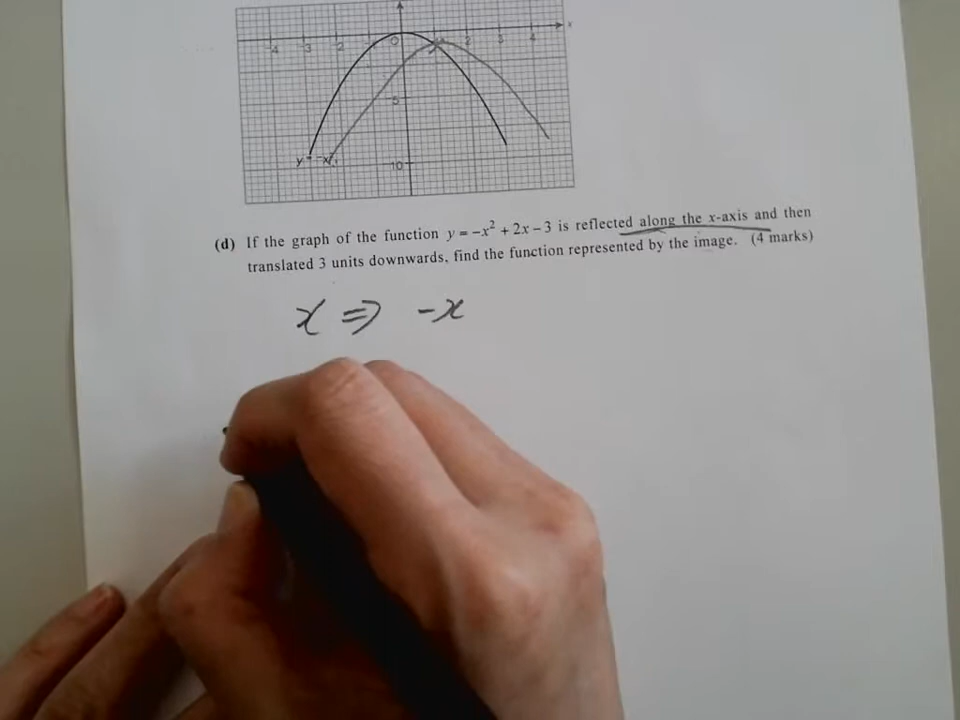 x
-4 -3 -2 0 2 3 4
-5
y = -x²
-10
(d) If the graph of the function y = -x² + 2x - 3 is reflected along the x-axis and then
translated 3 units downwards, find the function represented by the image. (4 marks)
x ⇒ -x